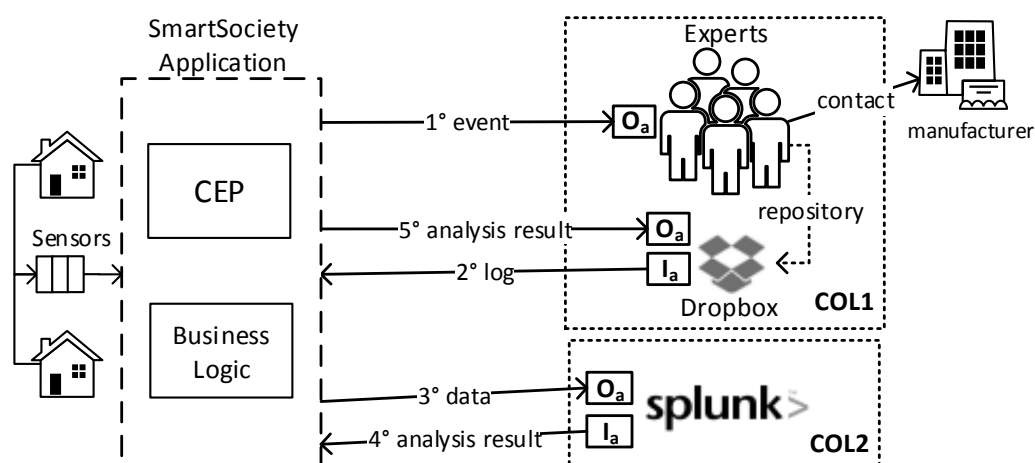 SmartSociety
Application
Experts
contact
manufacturer
1° event
Oₐ
CEP
repository
Sensors
5° analysis result
Oₐ
2° log
Iₐ
Dropbox
COL1
Business
Logic
3° data
Oₐ
splunk>
4° analysis result
Iₐ
COL2